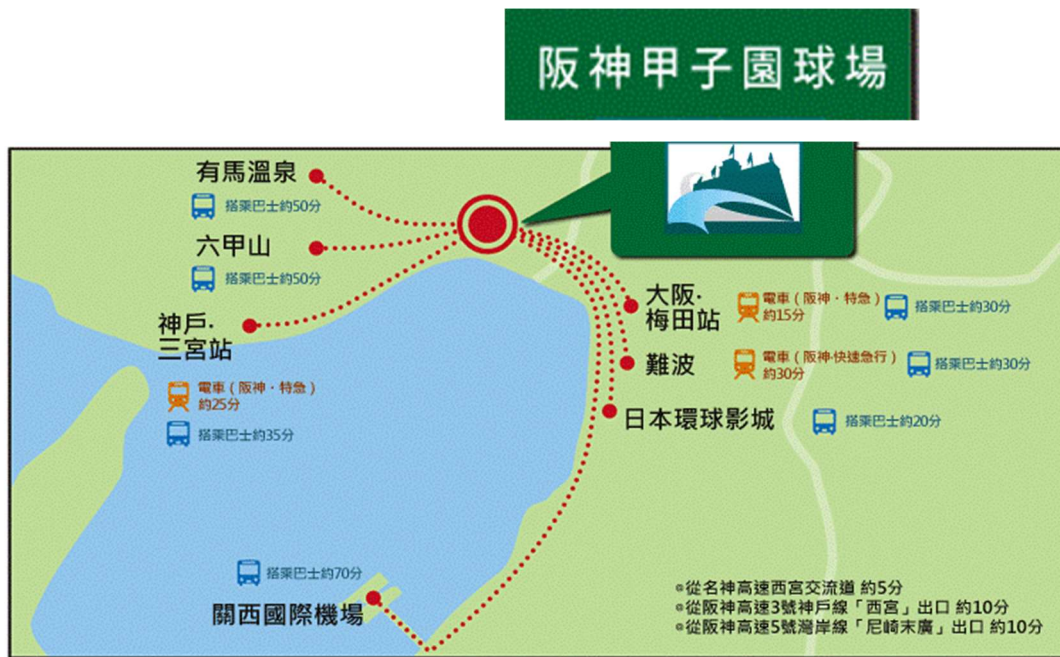 阪神甲子園球場
有馬溫泉
搭乘巴士約50分
六甲山
搭乘巴士約50分
神戶·
三宮站
電車（阪神·特急）
約25分
搭乘巴士約35分
大阪·
梅田站
電車（阪神·特急）
約15分
搭乘巴士約30分
難波
電車（阪神·快速急行）
約30分
搭乘巴士約30分
日本環球影城
搭乘巴士約20分
搭乘巴士約70分
關西國際機場
從名神高速西宮交流道 約5分
從阪神高速3號神戶線「西宮」出口 約10分
從阪神高速5號灣岸線「尼崎末廣」出口 約10分